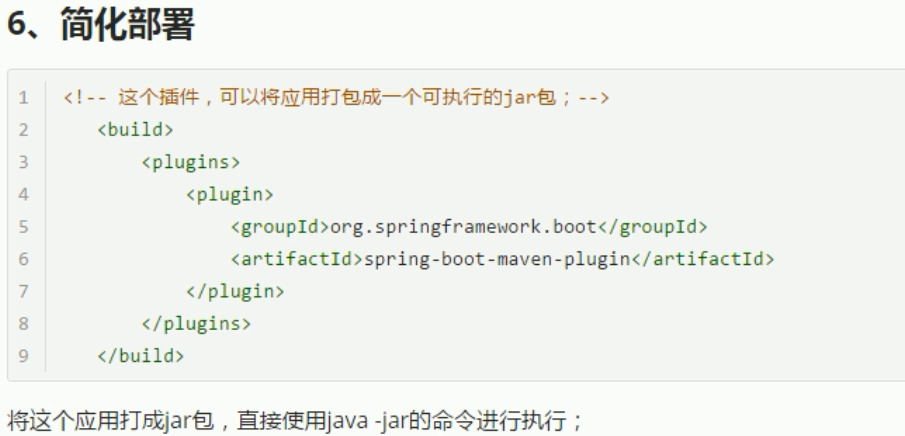 6、简化部署
1 <!-- 这个插件，可以将应用打包成一个可执行的jar包；-->
2 <build>
3 <plugins>
4 <plugin>
5 <groupId>org.springframework.boot</groupId>
6 <artifactId>spring-boot-maven-plugin</artifactId>
7 </plugin>
8 </plugins>
9 </build>
将这个应用打成jar包，直接使用java -jar的命令进行执行；